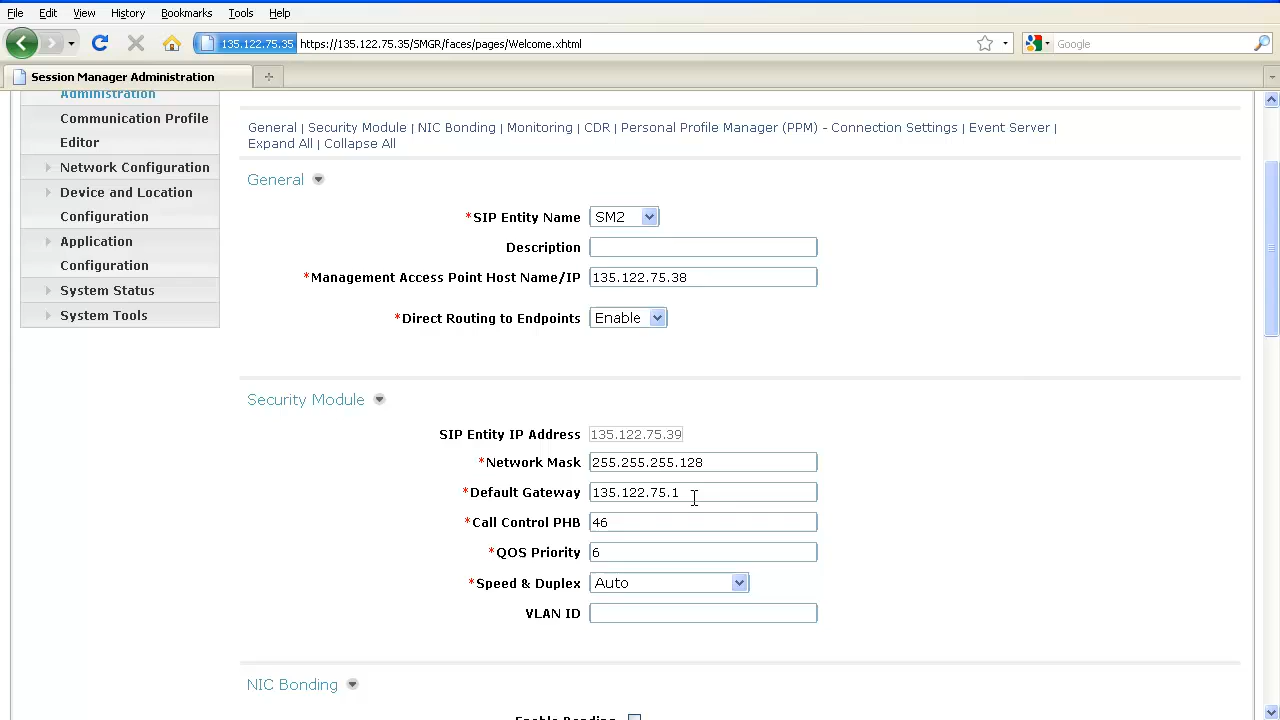 File Edit View History Bookmarks Tools Help
135.122.75.35 https://135.122.75.35/SMGR/faces/pages/Welcome.xhtml
Google
Session Manager Administration
Administration
Communication Profile
Editor
Network Configuration
Device and Location
Configuration
Application
Configuration
System Status
System Tools
General | Security Module | NIC Bonding | Monitoring | CDR | Personal Profile Manager (PPM) - Connection Settings | Event Server |
Expand All | Collapse All
General
*SIP Entity Name SM2
Description
*Management Access Point Host Name/IP 135.122.75.38
*Direct Routing to Endpoints Enable
Security Module
SIP Entity IP Address 135.122.75.39
*Network Mask 255.255.255.128
*Default Gateway 135.122.75.1
*Call Control PHB 46
*QOS Priority 6
*Speed & Duplex Auto
VLAN ID
NIC Bonding
Enable Bonding